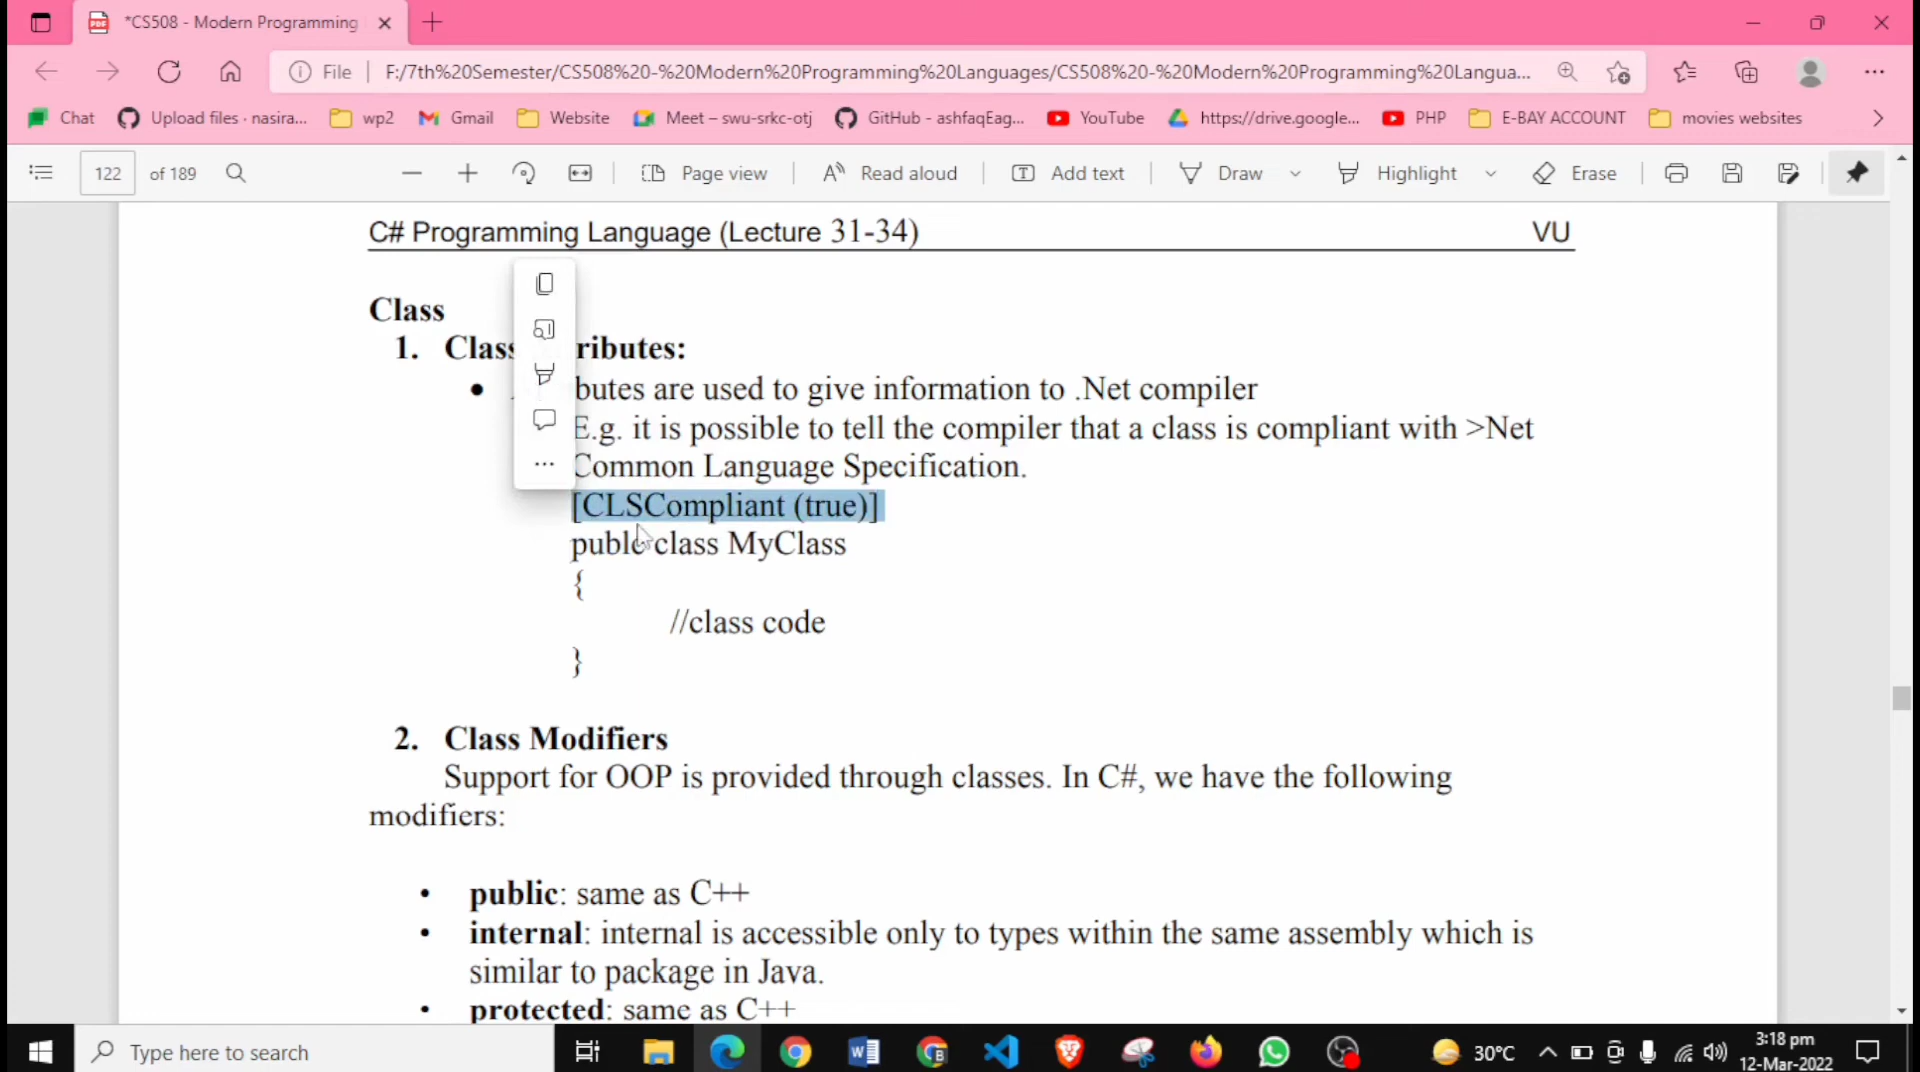 *CS508 - Modern Programming
File F:/7th%20Semester/CS508%20-%20Modern%20Programming%20Languages/CS508%20-%20Modern%20Programming%20Langua...
Chat Upload files · nasira... wp2 Gmail Website Meet – swu-srkc-otj GitHub - ashfaqEag... YouTube https://drive.google... PHP E-BAY ACCOUNT movies websites
122 of 189 Page view Read aloud Add text Draw Highlight Erase
C# Programming Language (Lecture 31-34) VU
Class
1. Class ributes:
• butes are used to give information to .Net compiler
E.g. it is possible to tell the compiler that a class is compliant with >Net
Common Language Specification.
[CLSCompliant (true)]
publc class MyClass
{
//class code
}
2. Class Modifiers
Support for OOP is provided through classes. In C#, we have the following
modifiers:
• public: same as C++
• internal: internal is accessible only to types within the same assembly which is
similar to package in Java.
• protected: same as C++
Type here to search 30°C 3:18 pm
12-Mar-2022